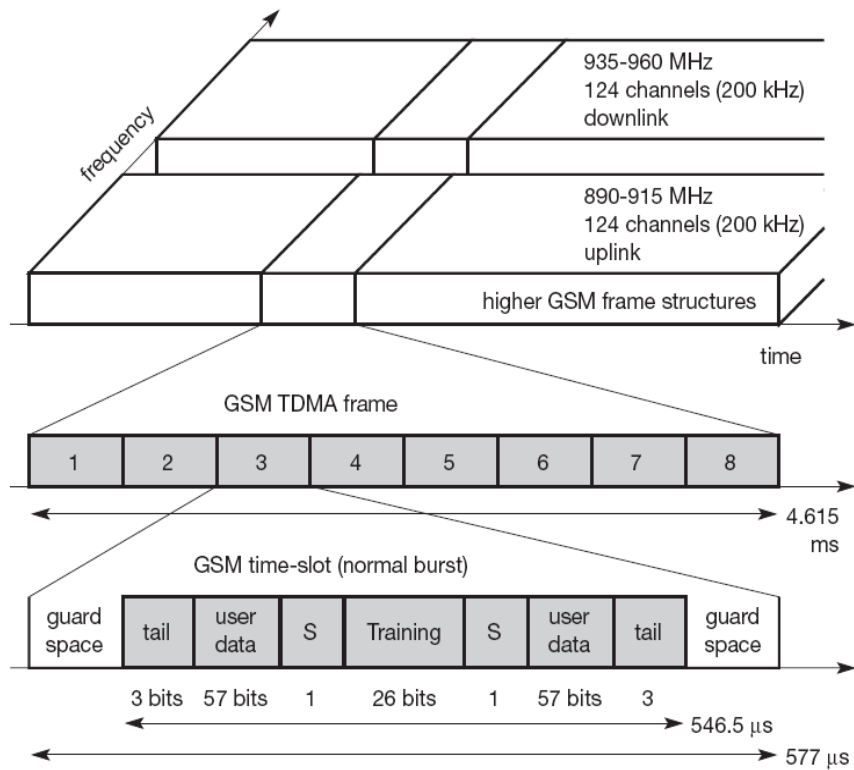 935-960 MHz
124 channels (200 kHz)
downlink
frequency
890-915 MHz
124 channels (200 kHz)
uplink
higher GSM frame structures
time
GSM TDMA frame
1 2 3 4 5 6 7 8
4.615
ms
GSM time-slot (normal burst)
guard
space
tail
user
data
S
Training
S
user
data
tail
guard
space
3 bits 57 bits 1 26 bits 1 57 bits 3
546.5 μs
577 μs